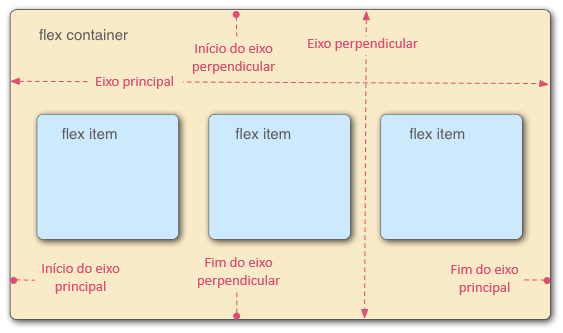 flex container
Início do eixo
perpendicular
Eixo perpendicular
Eixo principal
flex item
flex item
flex item
Início do eixo
principal
Fim do eixo
perpendicular
Fim do eixo
principal